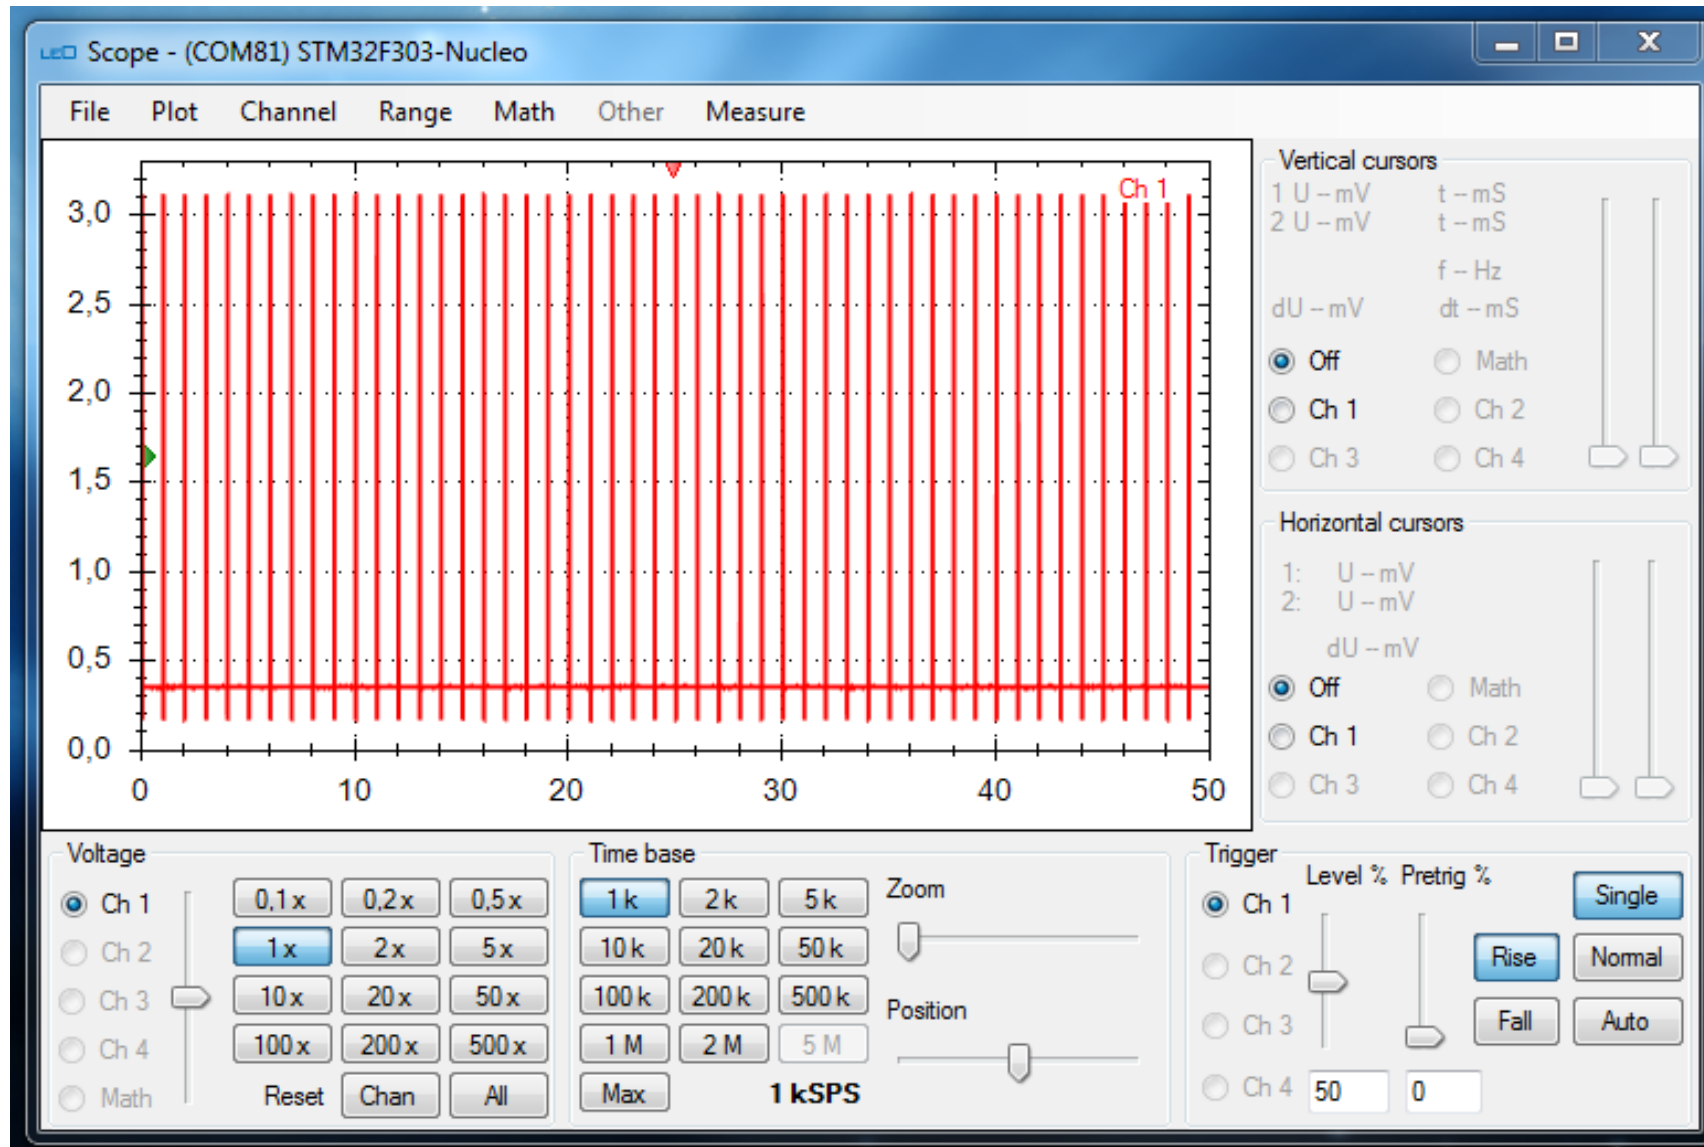 LEO Scope - (COM81) STM32F303-Nucleo
File Plot Channel Range Math Other Measure
Ch 1
3,0
2,5
2,0
1,5
1,0
0,5
0,0
0 10 20 30 40 50
Vertical cursors
1 U -- mV t -- mS
2 U -- mV t -- mS
f -- Hz
dU -- mV dt -- mS
Off Math
Ch 1 Ch 2
Ch 3 Ch 4
Horizontal cursors
1: U -- mV
2: U -- mV
dU -- mV
Off Math
Ch 1 Ch 2
Ch 3 Ch 4
Voltage
Ch 1 0,1 x 0,2 x 0,5 x
Ch 2 1 x 2 x 5 x
Ch 3 10 x 20 x 50 x
Ch 4 100 x 200 x 500 x
Math Reset Chan All
Time base
1 k 2 k 5 k Zoom
10 k 20 k 50 k
100 k 200 k 500 k Position
1 M 2 M 5 M
Max 1 kSPS
Trigger
Level % Pretrig %
Ch 1 Single
Ch 2 Rise Normal
Ch 3 Fall Auto
Ch 4 50 0